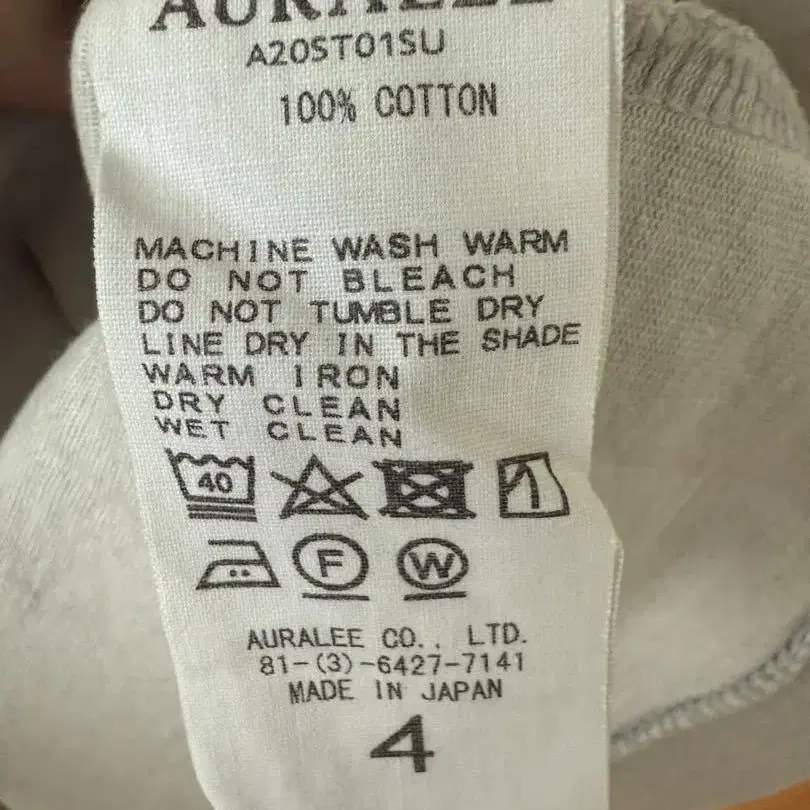 AURALEE
A20ST01SU
100% COTTON
MACHINE WASH WARM
DO NOT BLEACH
DO NOT TUMBLE DRY
LINE DRY IN THE SHADE
WARM IRON
DRY CLEAN
WET CLEAN
40
F W
AURALEE CO., LTD.
81-(3)-6427-7141
MADE IN JAPAN
4